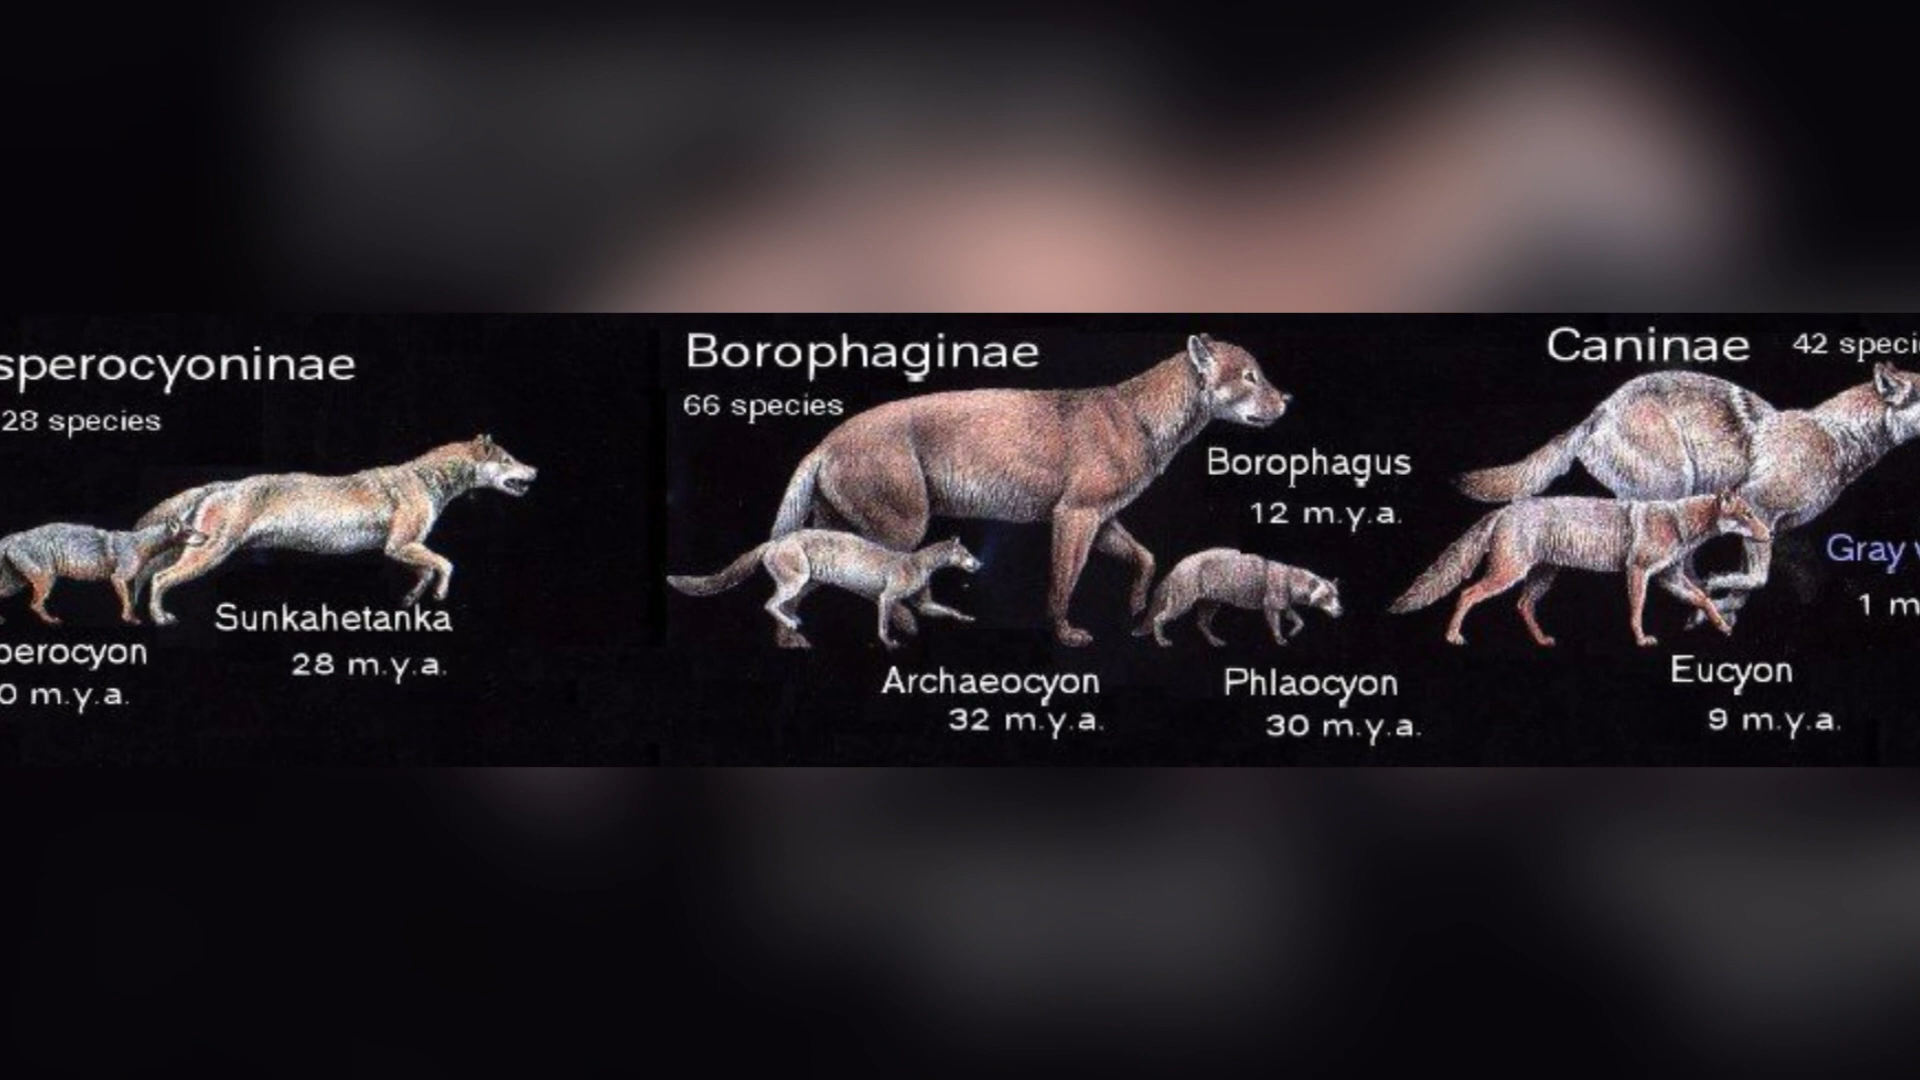 sperocyoninae
28 species
Sunkahetanka
28 m.y.a.
perocyon
0 m.y.a.
Borophaginae
66 species
Borophagus
12 m.y.a.
Archaeocyon
32 m.y.a.
Phlaocyon
30 m.y.a.
Caninae 42 speci
Gray
1 m
Eucyon
9 m.y.a.